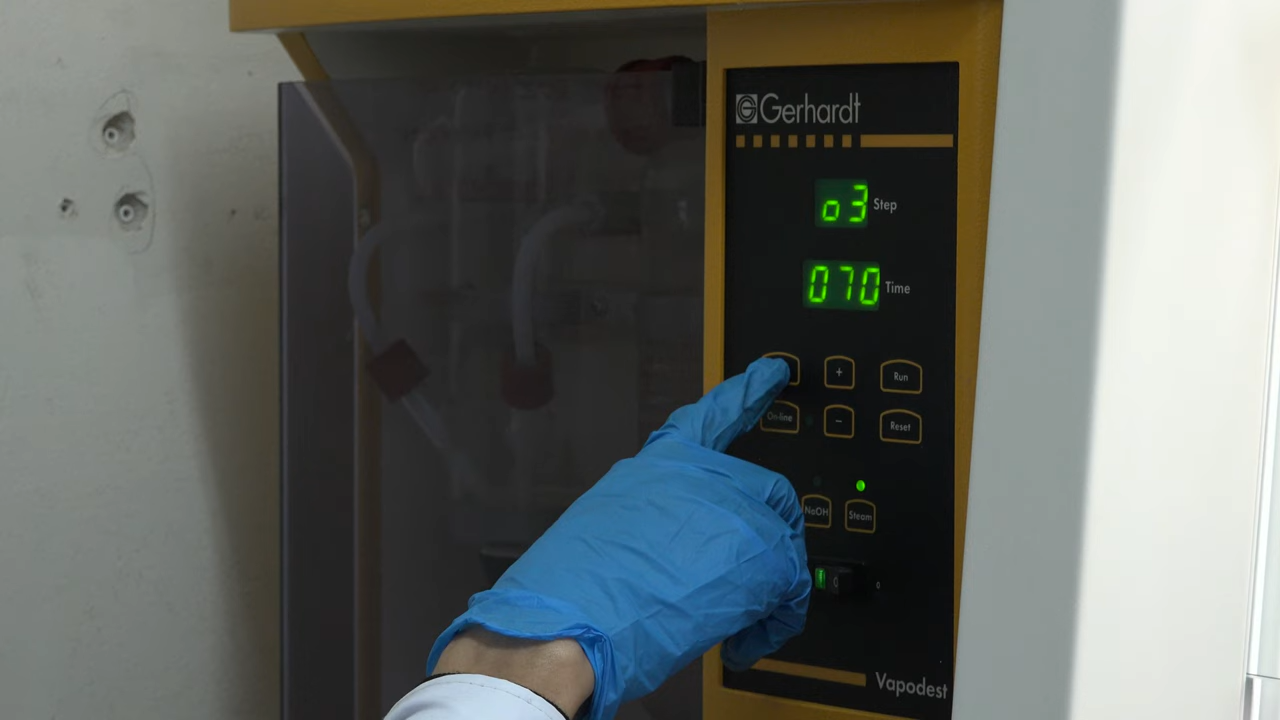 Gerhardt
o3 Step
070 Time
+ Run
On-line - Reset
NaOH Steam
Vapodest